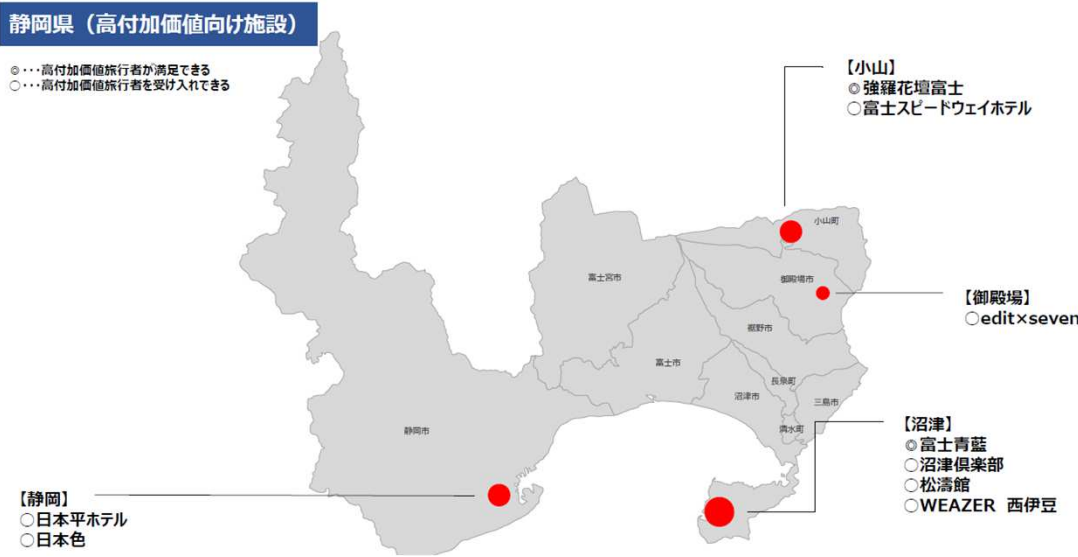 静岡県（高付加価値向け施設）
◎・・・高付加価値旅行者が満足できる
○・・・高付加価値旅行者を受け入れできる
【小山】
◎強羅花壇富士
○富士スピードウェイホテル
小山町
富士宮市
御殿場市
【御殿場】
○edit×seven
裾野市
富士市
長泉町
沼津市
三島市
清水町
静岡市
【沼津】
◎富士青藍
○沼津倶楽部
○松濤館
○WEAZER 西伊豆
【静岡】
○日本平ホテル
○日本色